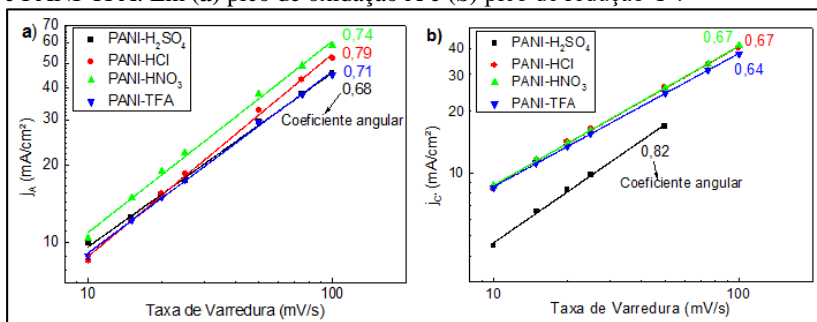 a)
PANI-H₂SO₄
PANI-HCl
PANI-HNO₃
PANI-TFA
0,74
0,79
0,71
0,68
Coeficiente angular
70
60
50
40
30
20
10
jA (mA/cm²)
10
100
Taxa de Varredura (mV/s)
b)
PANI-H₂SO₄
PANI-HCl
PANI-HNO₃
PANI-TFA
0,67
0,67
0,64
0,82
Coeficiente angular
40
30
20
10
jC' (mA/cm²)
10
100
Taxa de Varredura (mV/s)